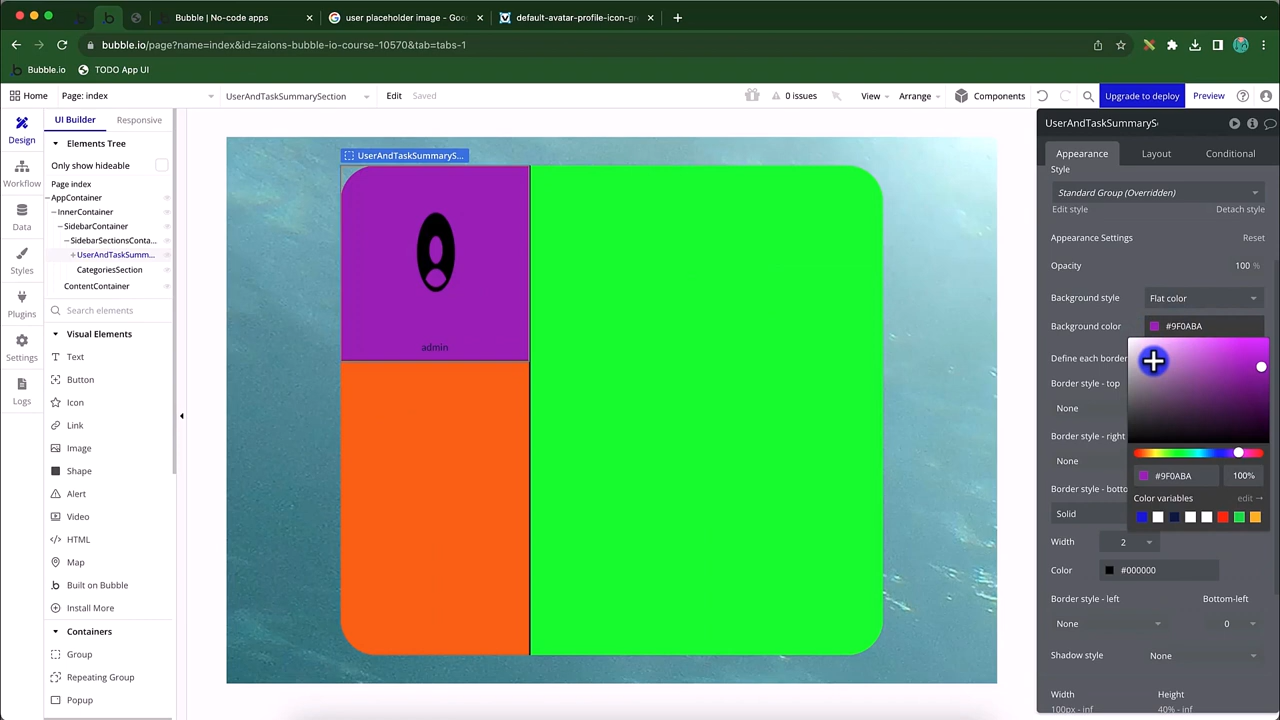 Bubble | No-code apps
user placeholder image - Goo
default-avatar-profile-icon-gr
bubble.io/page?name=index&id=zaions-bubble-io-course-10570&tab=tabs-1
Bubble.io
TODO App UI
Home
Page: index
UserAndTaskSummarySection
Edit
Saved
0 issues
View
Arrange
Components
Upgrade to deploy
Preview
Design
Workflow
Data
Styles
Plugins
Settings
Logs
UI Builder
Responsive
Elements Tree
Only show hideable
Page index
AppContainer
InnerContainer
SidebarContainer
SidebarSectionsConta...
UserAndTaskSumm...
CategoriesSection
ContentContainer
Search elements
Visual Elements
Text
Button
Icon
Link
Image
Shape
Alert
Video
HTML
Map
Built on Bubble
Install More
Containers
Group
Repeating Group
Popup
UserAndTaskSummaryS...
admin
UserAndTaskSummaryS
Appearance
Layout
Conditional
Style
Standard Group (Overridden)
Edit style
Detach style
Appearance Settings
Reset
Opacity
100 %
Background style
Flat color
Background color
#9F0ABA
Define each border
Border style - top
None
Border style - right
None
#9F0ABA
100%
Color variables
edit →
Border style - botto
Solid
Width
2
Color
#000000
Border style - left
Bottom-left
None
0
Shadow style
None
Width
Height
100px - inf
40% - inf